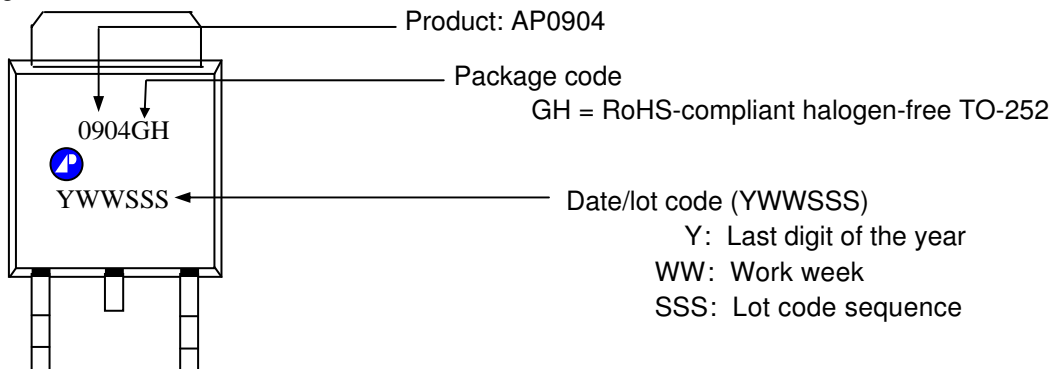 Product: AP0904
Package code
GH = RoHS-compliant halogen-free TO-252
0904GH
YWWSSS
Date/lot code (YWWSSS)
Y: Last digit of the year
WW: Work week
SSS: Lot code sequence